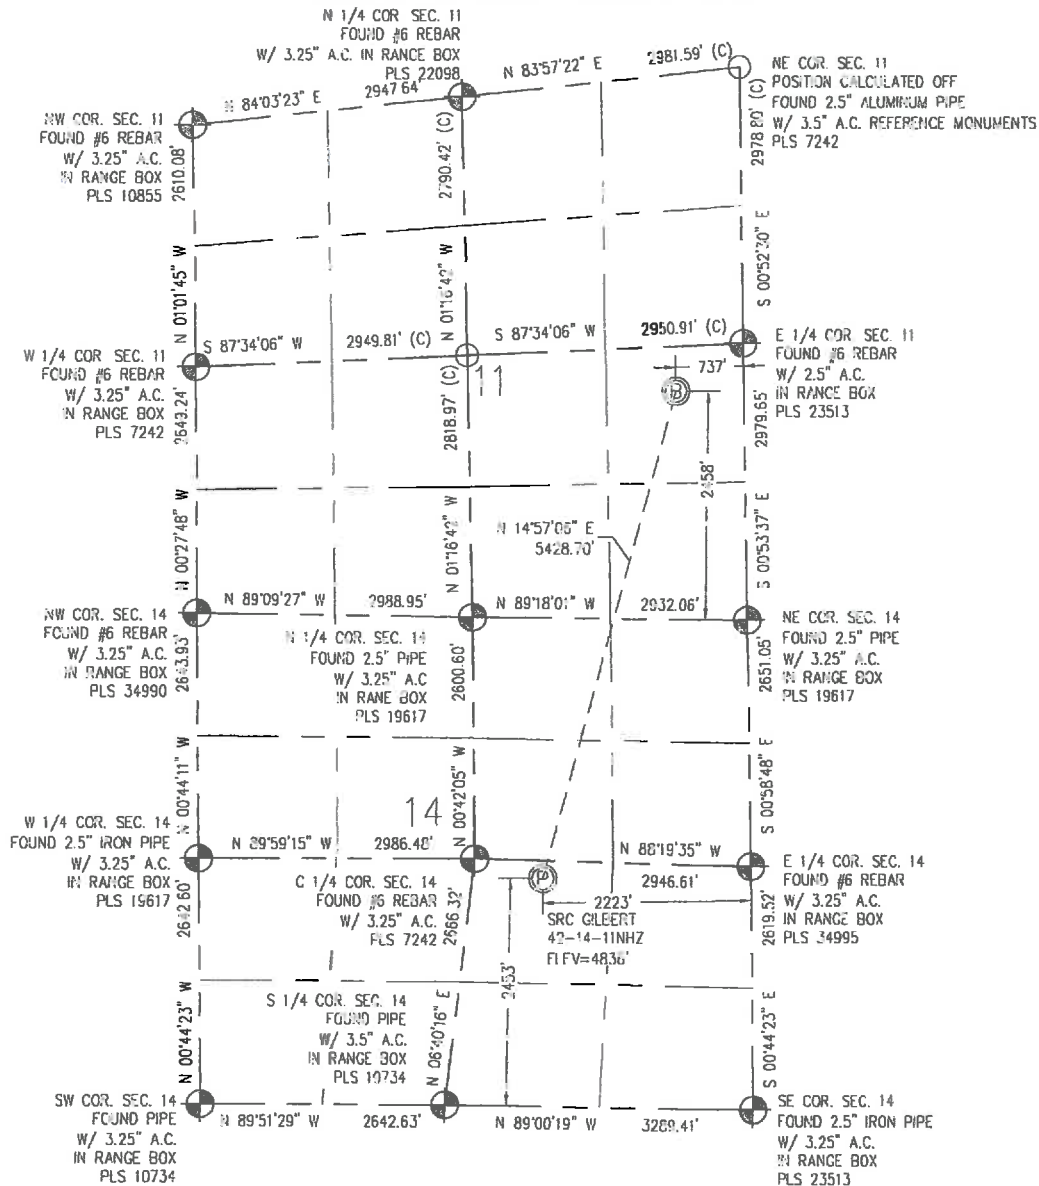 N 1/4 COR. SEC. 11
FOUND #6 REBAR
W/ 3.25" A.C. IN RANGE BOX
PLS 22098
N 84°03'23" E
2947.64'
N 83°57'22" E
2981.59' (C)
NE COR. SEC. 11
POSITION CALCULATED OFF
FOUND 2.5" ALUMINUM PIPE
W/ 3.5" A.C. REFERENCE MONUMENTS
PLS 7242
NW COR. SEC. 11
FOUND #6 REBAR
W/ 3.25" A.C.
IN RANGE BOX
PLS 10855
2610.08'
N 01°01'45" W
2790.42' (C)
N 01°16'42" W
2978.80' (C)
S 00°52'30" E
W 1/4 COR. SEC. 11
FOUND #6 REBAR
W/ 3.25" A.C.
IN RANGE BOX
PLS 7242
S 87°34'06" W
2949.81' (C)
S 87°34'06" W
2950.91' (C)
E 1/4 COR. SEC. 11
FOUND #6 REBAR
W/ 2.5" A.C.
IN RANGE BOX
PLS 23513
11
737'
B
2649.24'
N 00°27'48" W
2818.97' (C)
N 01°16'42" W
2458'
2979.65'
S 00°53'37" E
N 14°57'06" E
5428.70'
NW COR. SEC. 14
FOUND #6 REBAR
W/ 3.25" A.C.
IN RANGE BOX
PLS 34990
N 89°09'27" W
2988.95'
N 89°18'01" W
2932.06'
NE COR. SEC. 14
FOUND 2.5" PIPE
W/ 3.25" A.C.
IN RANGE BOX
PLS 19617
N 1/4 COR. SEC. 14
FOUND 2.5" PIPE
W/ 3.25" A.C
IN RANE BOX
PLS 19617
2643.93'
N 00°44'11" W
2600.60'
N 00°42'05" W
2651.05'
S 00°58'48" E
14
W 1/4 COR. SEC. 14
FOUND 2.5" IRON PIPE
W/ 3.25" A.C.
IN RANGE BOX
PLS 19617
N 89°59'15" W
2986.48'
N 88°19'35" W
2946.61'
E 1/4 COR. SEC. 14
FOUND #6 REBAR
W/ 3.25" A.C.
IN RANGE BOX
PLS 34995
C 1/4 COR. SEC. 14
FOUND #6 REBAR
W/ 3.25" A.C.
PLS 7242
P
2223'
SRC GILBERT
42-14-11NHZ
ELEV=4836'
2642.60'
N 00°44'23" W
2666.32'
N 06°40'16" E
2453'
2619.52'
S 00°44'23" E
S 1/4 COR. SEC. 14
FOUND PIPE
W/ 3.5" A.C.
IN RANGE BOX
PLS 10734
SW COR. SEC. 14
FOUND PIPE
W/ 3.25" A.C.
IN RANGE BOX
PLS 10734
N 89°51'29" W
2642.63'
N 89°00'19" W
3289.41'
SE COR. SEC. 14
FOUND 2.5" IRON PIPE
W/ 3.25" A.C.
IN RANGE BOX
PLS 23513